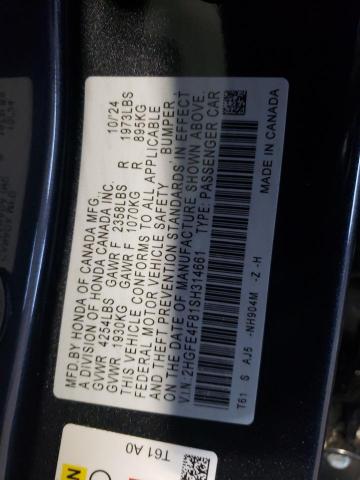 MFD.BY HONDA OF CANADA MFG. 10/24
A DIVISION OF HONDA CANADA INC.
GVWR 4254LBS GAWR F 2358LBS R 1973LBS
GVWR 1930KG GAWR F 1070KG R 895KG
THIS VEHICLE CONFORMS TO ALL APPLICABLE
FEDERAL MOTOR VEHICLE SAFETY BUMPER,
AND THEFT PREVENTION STANDARDS IN EFFECT
ON THE DATE OF MANUFACTURE SHOWN ABOVE.
V.I.N.:2HGFE4F81SH314661 TYPE: PASSENGER CAR
T61 S AJ5 -NH904M -Z -H MADE IN CANADA
T61 A0